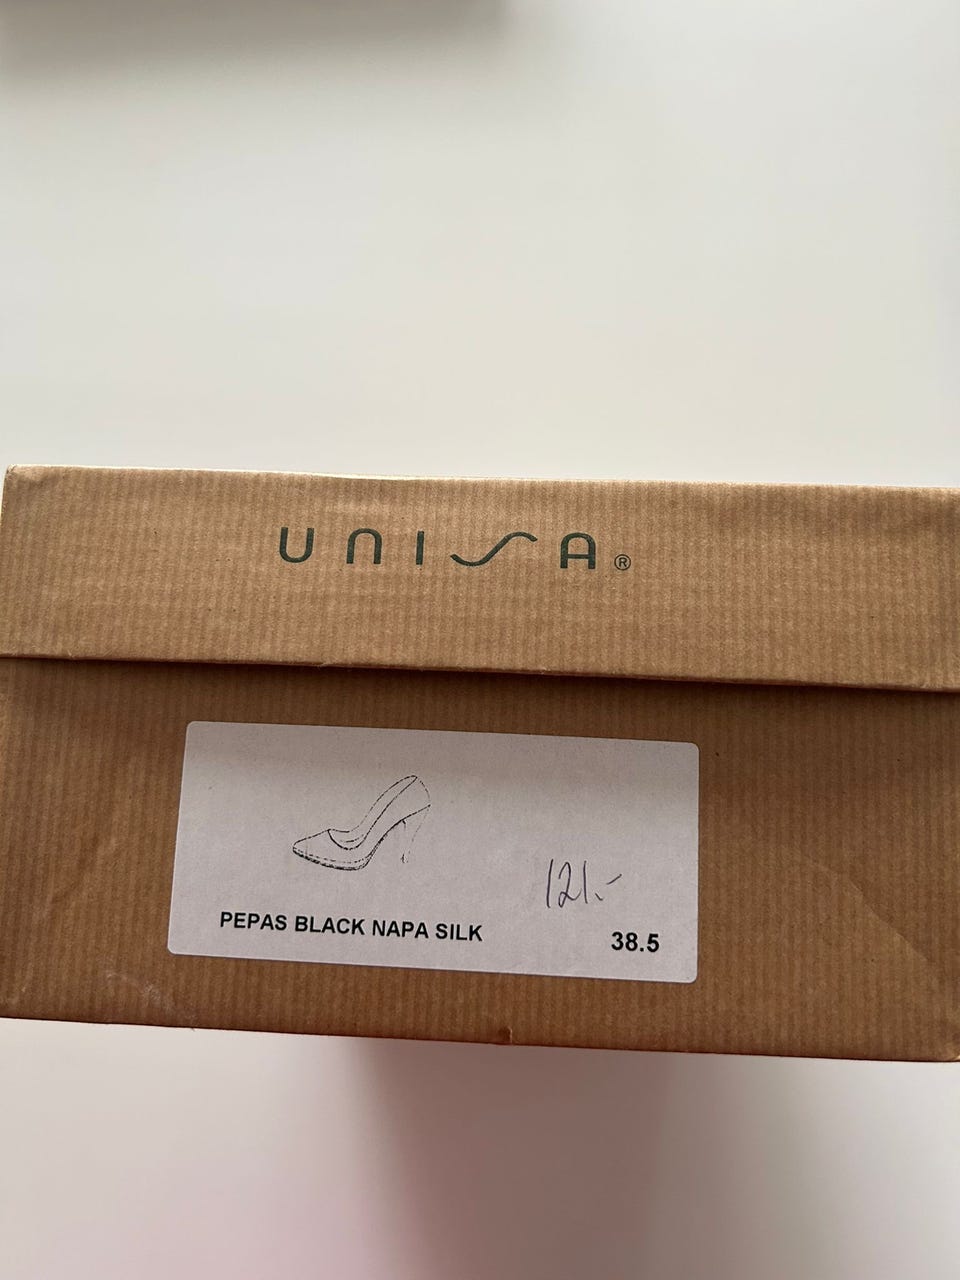 UNISA®
121.-
PEPAS BLACK NAPA SILK
38.5